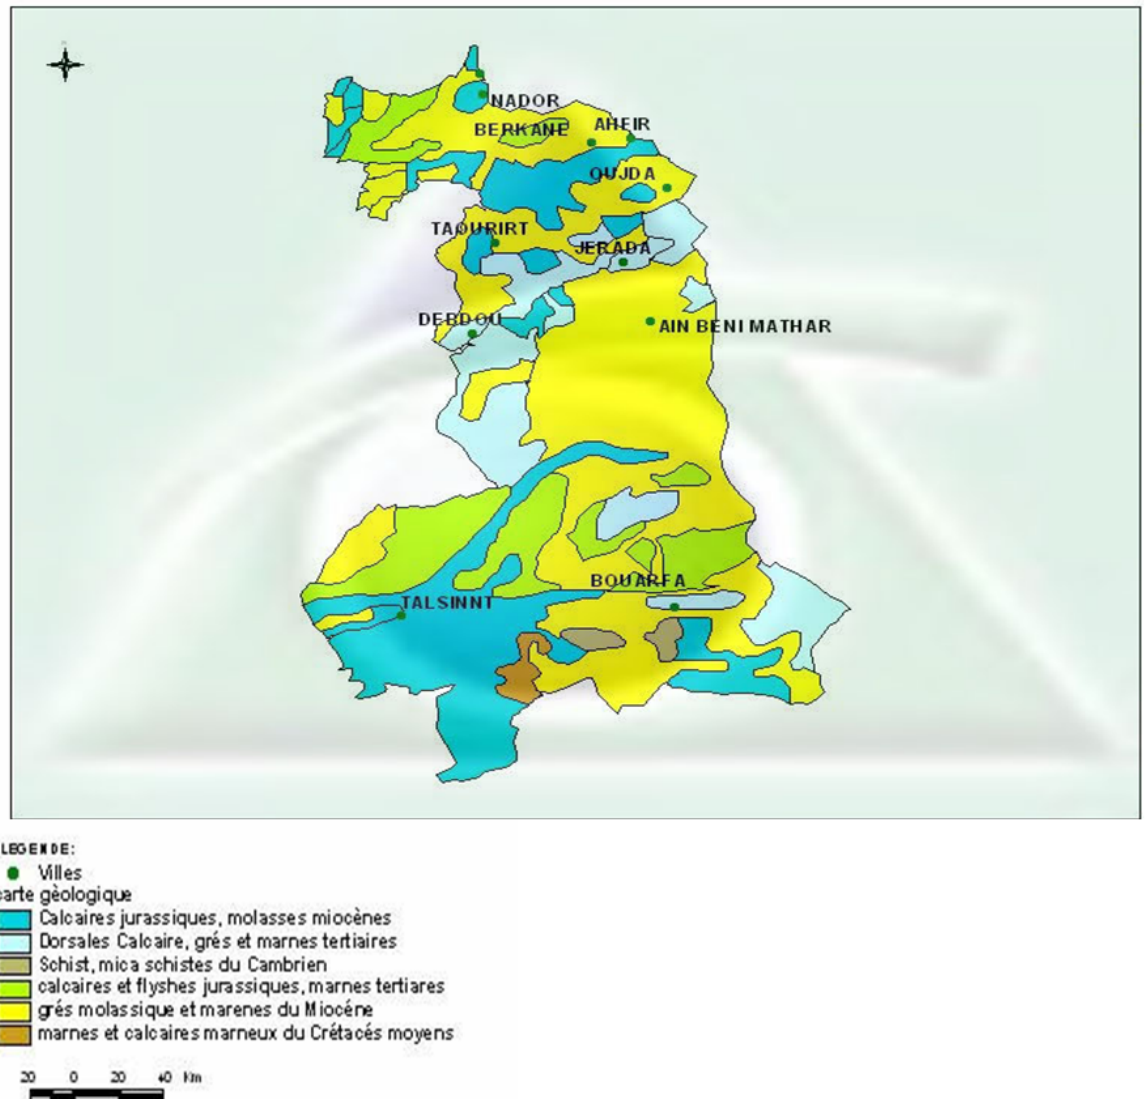 NADOR
BERKANE
AHFIR
OUJDA
TAOURIRT
JERADA
DEBDOU
AIN BENI MATHAR
BOUARFA
TALSINNT
LEGENDE:
Villes
carte gèologique
Calcaires jurassiques, molasses miocènes
Dorsales Calcaire, grés et marnes tertiaires
Schist, mica schistes du Cambrien
calcaires et flyshes jurassiques, marnes tertiares
grés molassique et marenes du Miocéne
marnes et calcaires marneux du Crétacés moyens
20 0 20 40 Km